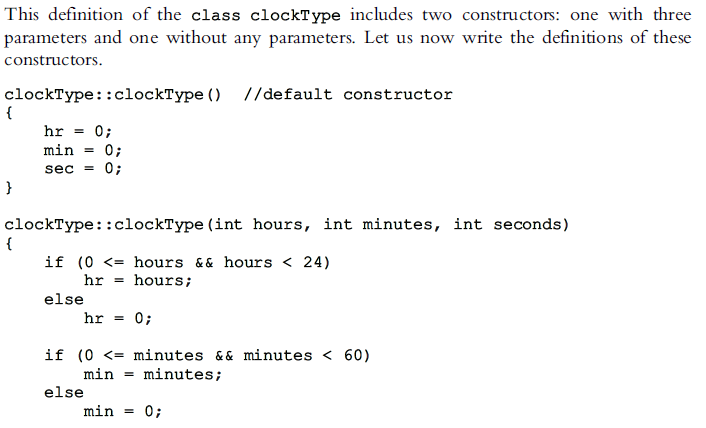 This definition of the class clockType includes two constructors: one with three
parameters and one without any parameters. Let us now write the definitions of these
constructors.
clockType::clockType()  //default constructor
{
    hr = 0;
    min = 0;
    sec = 0;
}
clockType::clockType(int hours, int minutes, int seconds)
{
    if (0 <= hours && hours < 24)
        hr = hours;
    else
        hr = 0;
    if (0 <= minutes && minutes < 60)
        min = minutes;
    else
        min = 0;